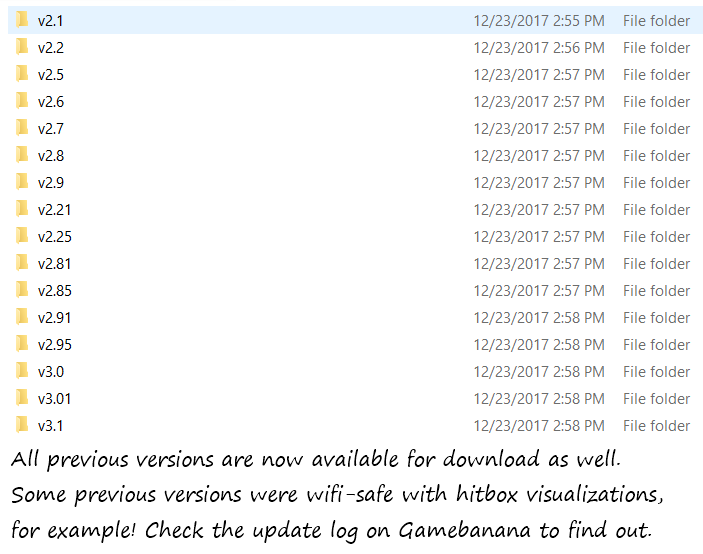 v2.1 12/23/2017 2:55 PM File folder
v2.2 12/23/2017 2:56 PM File folder
v2.5 12/23/2017 2:57 PM File folder
v2.6 12/23/2017 2:57 PM File folder
v2.7 12/23/2017 2:57 PM File folder
v2.8 12/23/2017 2:57 PM File folder
v2.9 12/23/2017 2:57 PM File folder
v2.21 12/23/2017 2:57 PM File folder
v2.25 12/23/2017 2:57 PM File folder
v2.81 12/23/2017 2:57 PM File folder
v2.85 12/23/2017 2:57 PM File folder
v2.91 12/23/2017 2:58 PM File folder
v2.95 12/23/2017 2:58 PM File folder
v3.0 12/23/2017 2:58 PM File folder
v3.01 12/23/2017 2:58 PM File folder
v3.1 12/23/2017 2:58 PM File folder
All previous versions are now available for download as well.
Some previous versions were wifi-safe with hitbox visualizations,
for example! Check the update log on Gamebanana to find out.